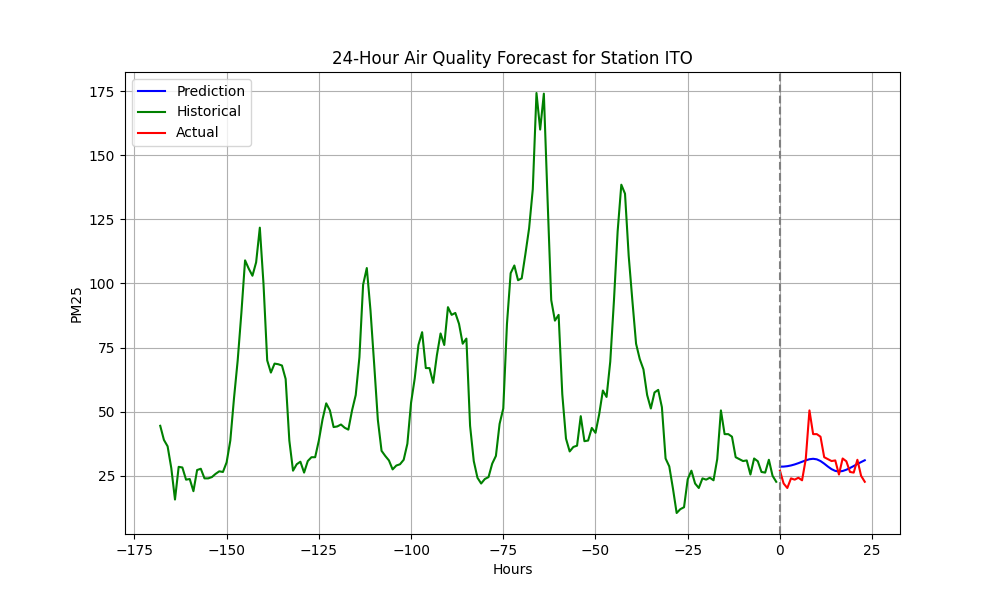 24-Hour Air Quality Forecast for Station ITO
Prediction
Historical
Actual
175
150
125
100
75
50
25
PM25
−175
−150
−125
−100
−75
−50
−25
0
25
Hours